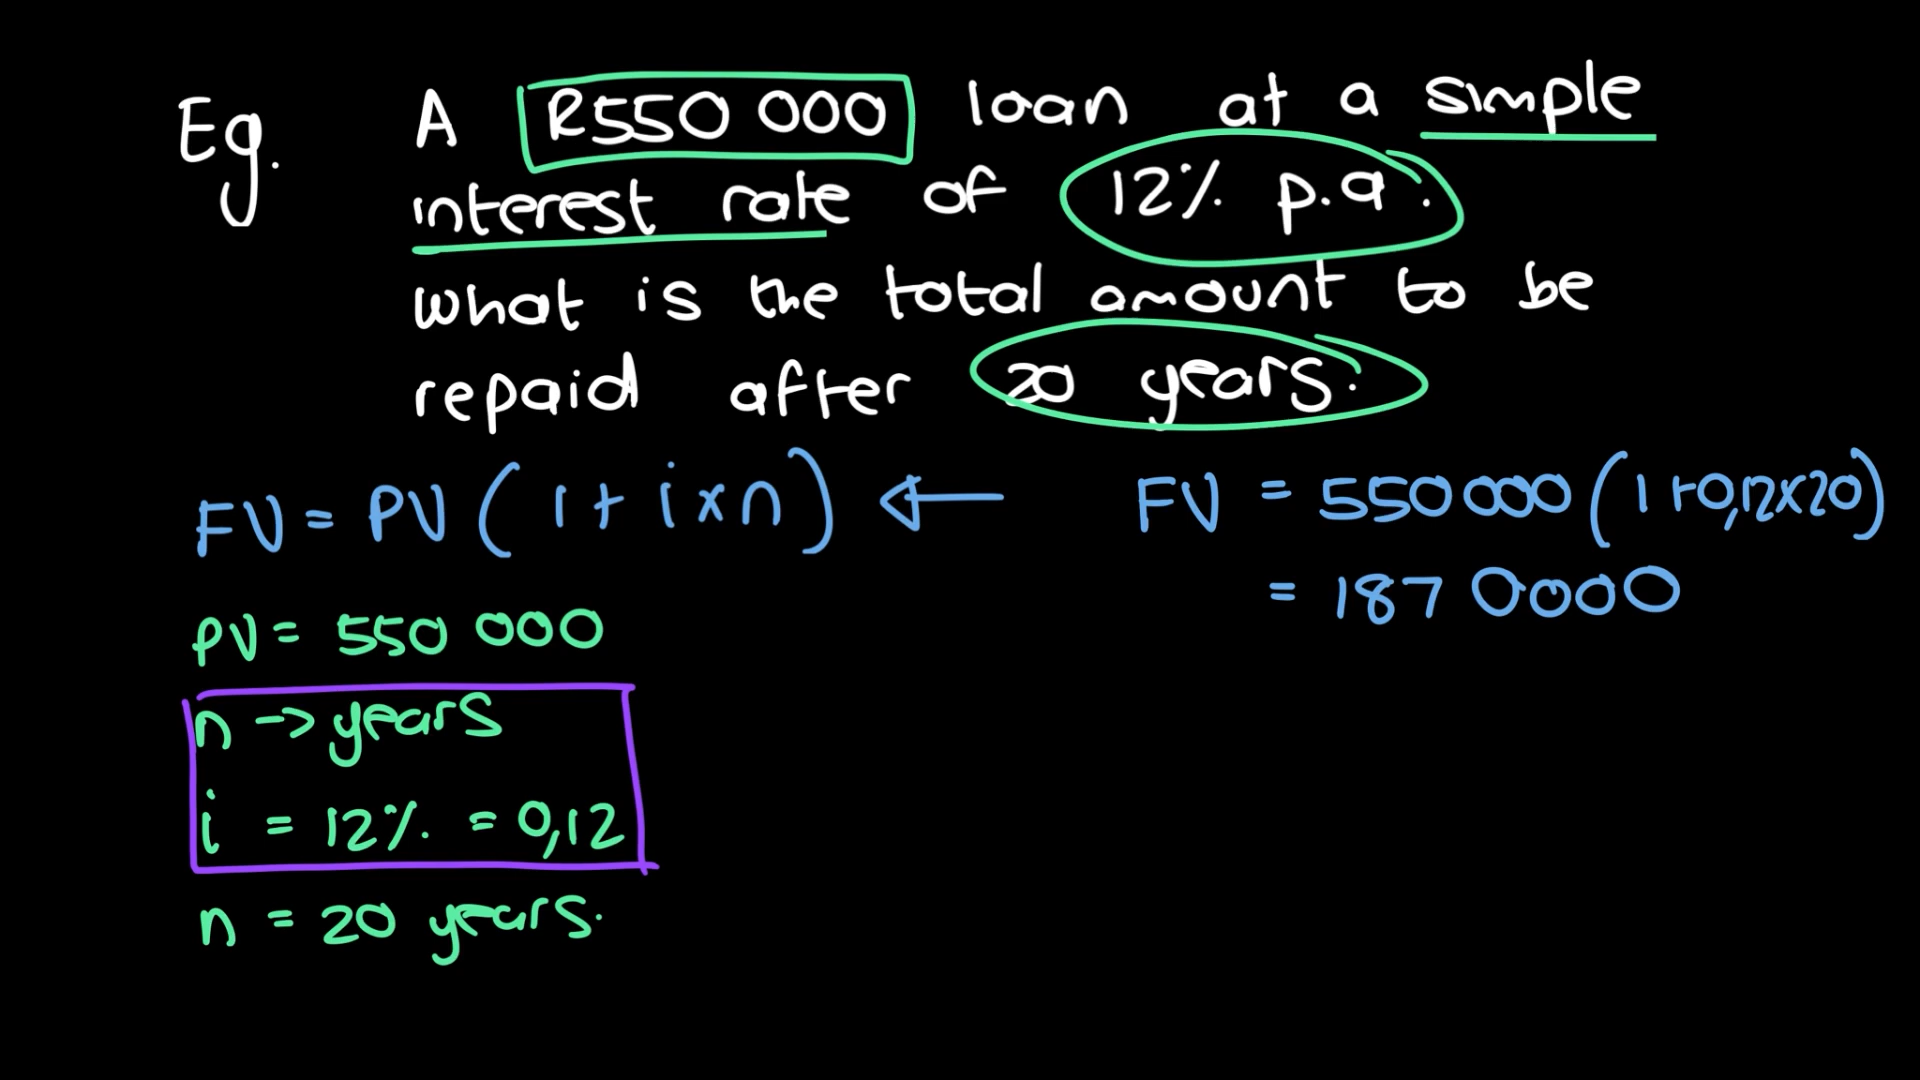 Eg. A R550 000 loan at a simple
interest rate of 12% p.a.
what is the total amount to be
repaid after 20 years.
FV = PV ( 1 + i x n ) ← FV = 550 000 ( 1 + 0,12 x 20 )
= 187 0000
PV = 550 000
n -> years
i = 12% = 0,12
n = 20 years.